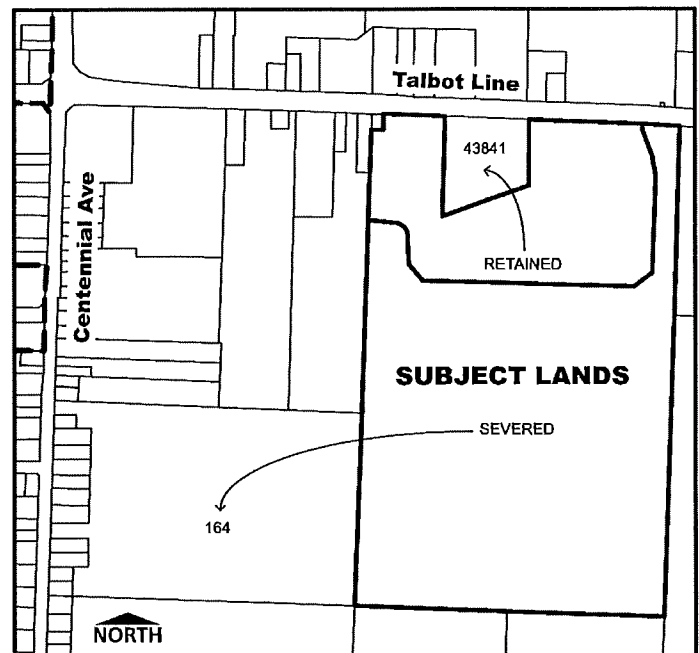 Talbot Line
43841
Centennial Ave
RETAINED
SUBJECT LANDS
SEVERED
164
NORTH